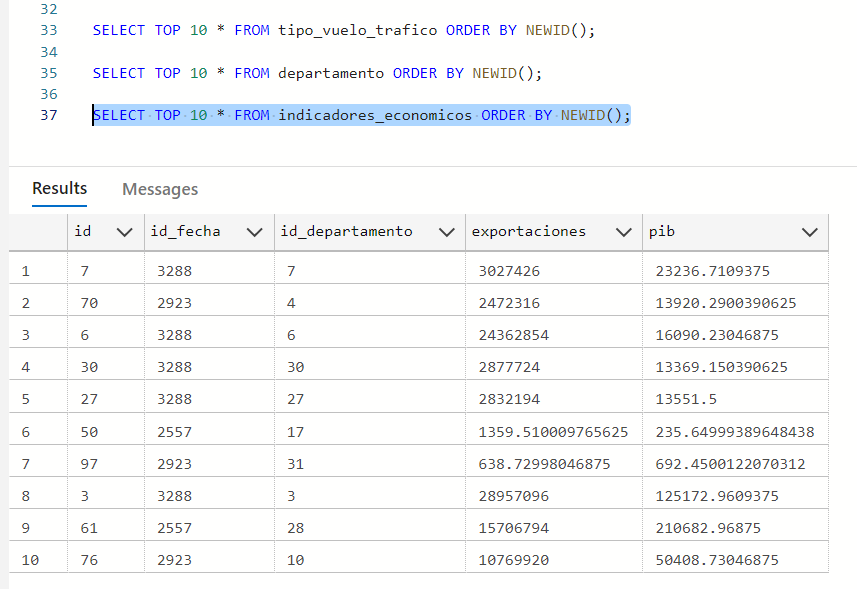 32
33 SELECT TOP 10 * FROM tipo_vuelo_trafico ORDER BY NEWID();
34
35 SELECT TOP 10 * FROM departamento ORDER BY NEWID();
36
37 SELECT TOP 10 * FROM indicadores_economicos ORDER BY NEWID();
Results Messages
id id_fecha id_departamento exportaciones pib
1 7 3288 7 3027426 23236.7109375
2 70 2923 4 2472316 13920.2900390625
3 6 3288 6 24362854 16090.23046875
4 30 3288 30 2877724 13369.150390625
5 27 3288 27 2832194 13551.5
6 50 2557 17 1359.510009765625 235.64999389648438
7 97 2923 31 638.72998046875 692.4500122070312
8 3 3288 3 28957096 125172.9609375
9 61 2557 28 15706794 210682.96875
10 76 2923 10 10769920 50408.73046875